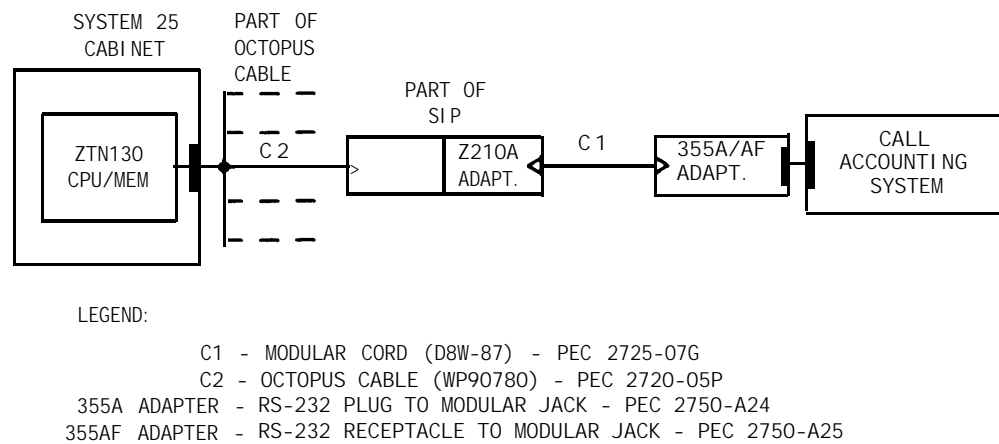 SYSTEM 25
CABINET
PART OF
OCTOPUS
CABLE
PART OF
SIP
ZTN130
CPU/MEM
C2
Z210A
ADAPT.
C1
355A/AF
ADAPT.
CALL
ACCOUNTING
SYSTEM
LEGEND:
C1 - MODULAR CORD (D8W-87) - PEC 2725-07G
C2 - OCTOPUS CABLE (WP90780) - PEC 2720-05P
355A ADAPTER - RS-232 PLUG TO MODULAR JACK - PEC 2750-A24
355AF ADAPTER - RS-232 RECEPTACLE TO MODULAR JACK - PEC 2750-A25